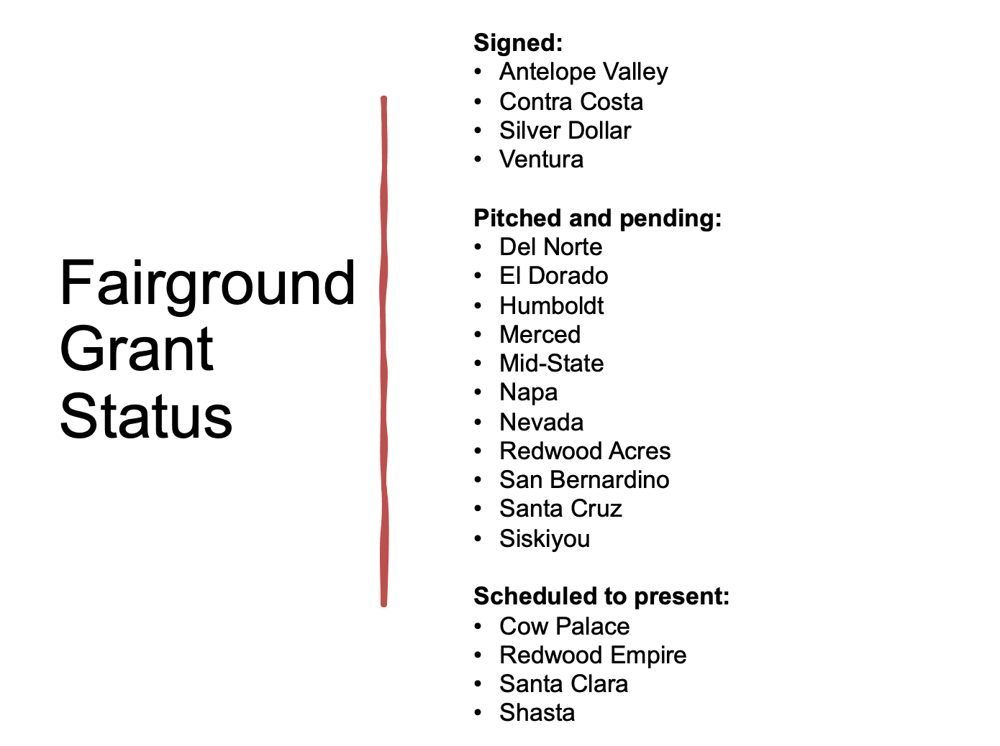 Fairground
Grant
Status
Signed:
• Antelope Valley
• Contra Costa
• Silver Dollar
• Ventura
Pitched and pending:
• Del Norte
• El Dorado
• Humboldt
• Merced
• Mid-State
• Napa
• Nevada
• Redwood Acres
• San Bernardino
• Santa Cruz
• Siskiyou
Scheduled to present:
• Cow Palace
• Redwood Empire
• Santa Clara
• Shasta